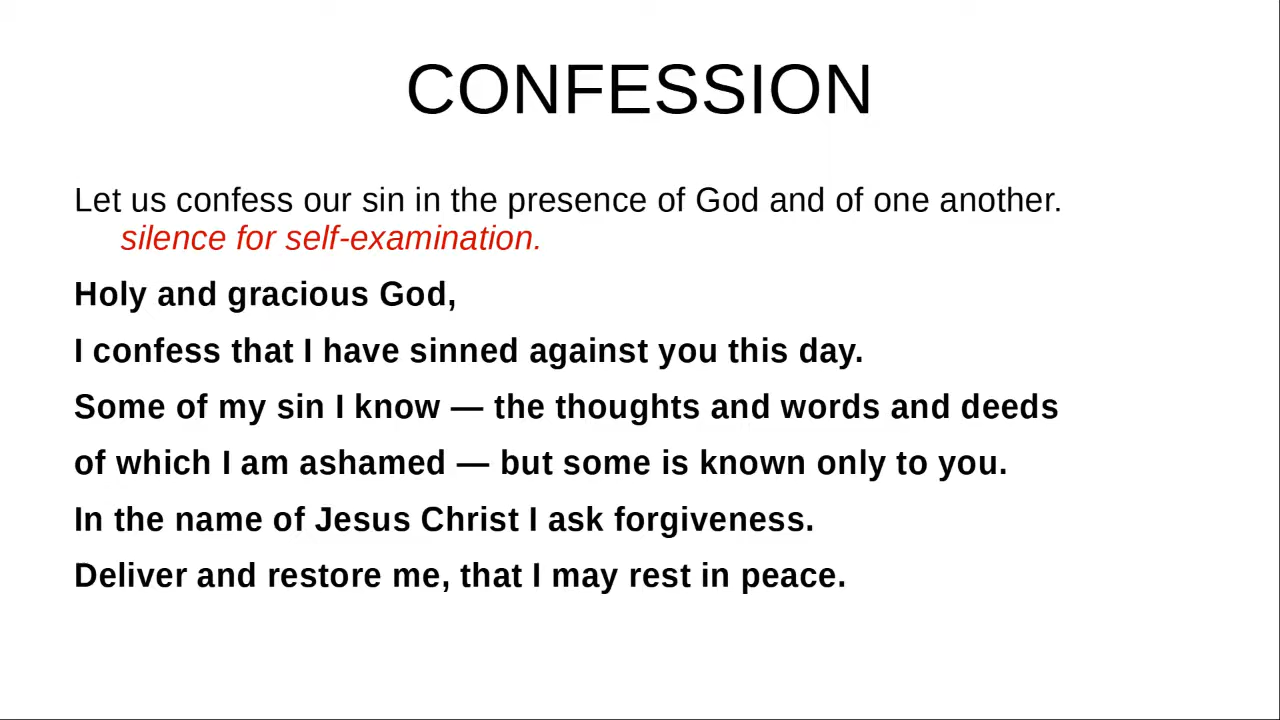 CONFESSION
Let us confess our sin in the presence of God and of one another.
silence for self-examination.
Holy and gracious God,
I confess that I have sinned against you this day.
Some of my sin I know — the thoughts and words and deeds
of which I am ashamed — but some is known only to you.
In the name of Jesus Christ I ask forgiveness.
Deliver and restore me, that I may rest in peace.